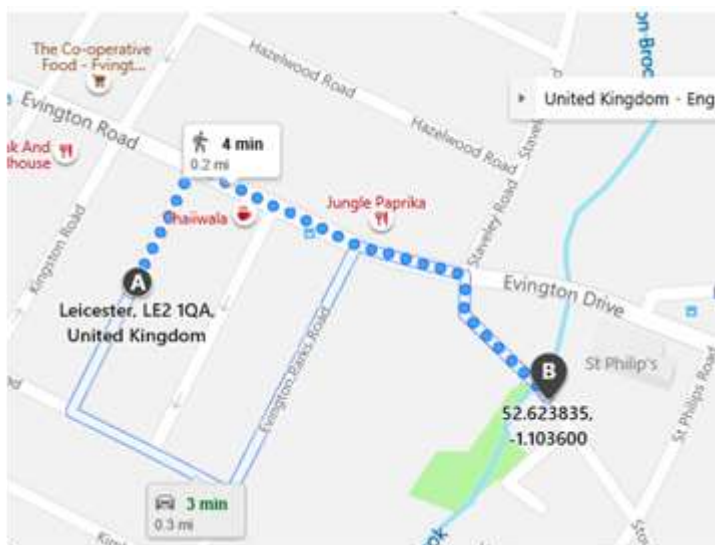 The Co-operative
Food - Evingt...
Hazelwood Road
Hazelwood Road
United Kingdom - Eng
Evington Road
4 min
0.2 mi
Chaiiwala
Jungle Paprika
Kingston Road
Staveley Road
A
Leicester, LE2 1QA,
United Kingdom
Evington Drive
Evington Parks Road
B
St Philip's
52.623835,
-1.103600
St Philips Road
3 min
0.3 mi